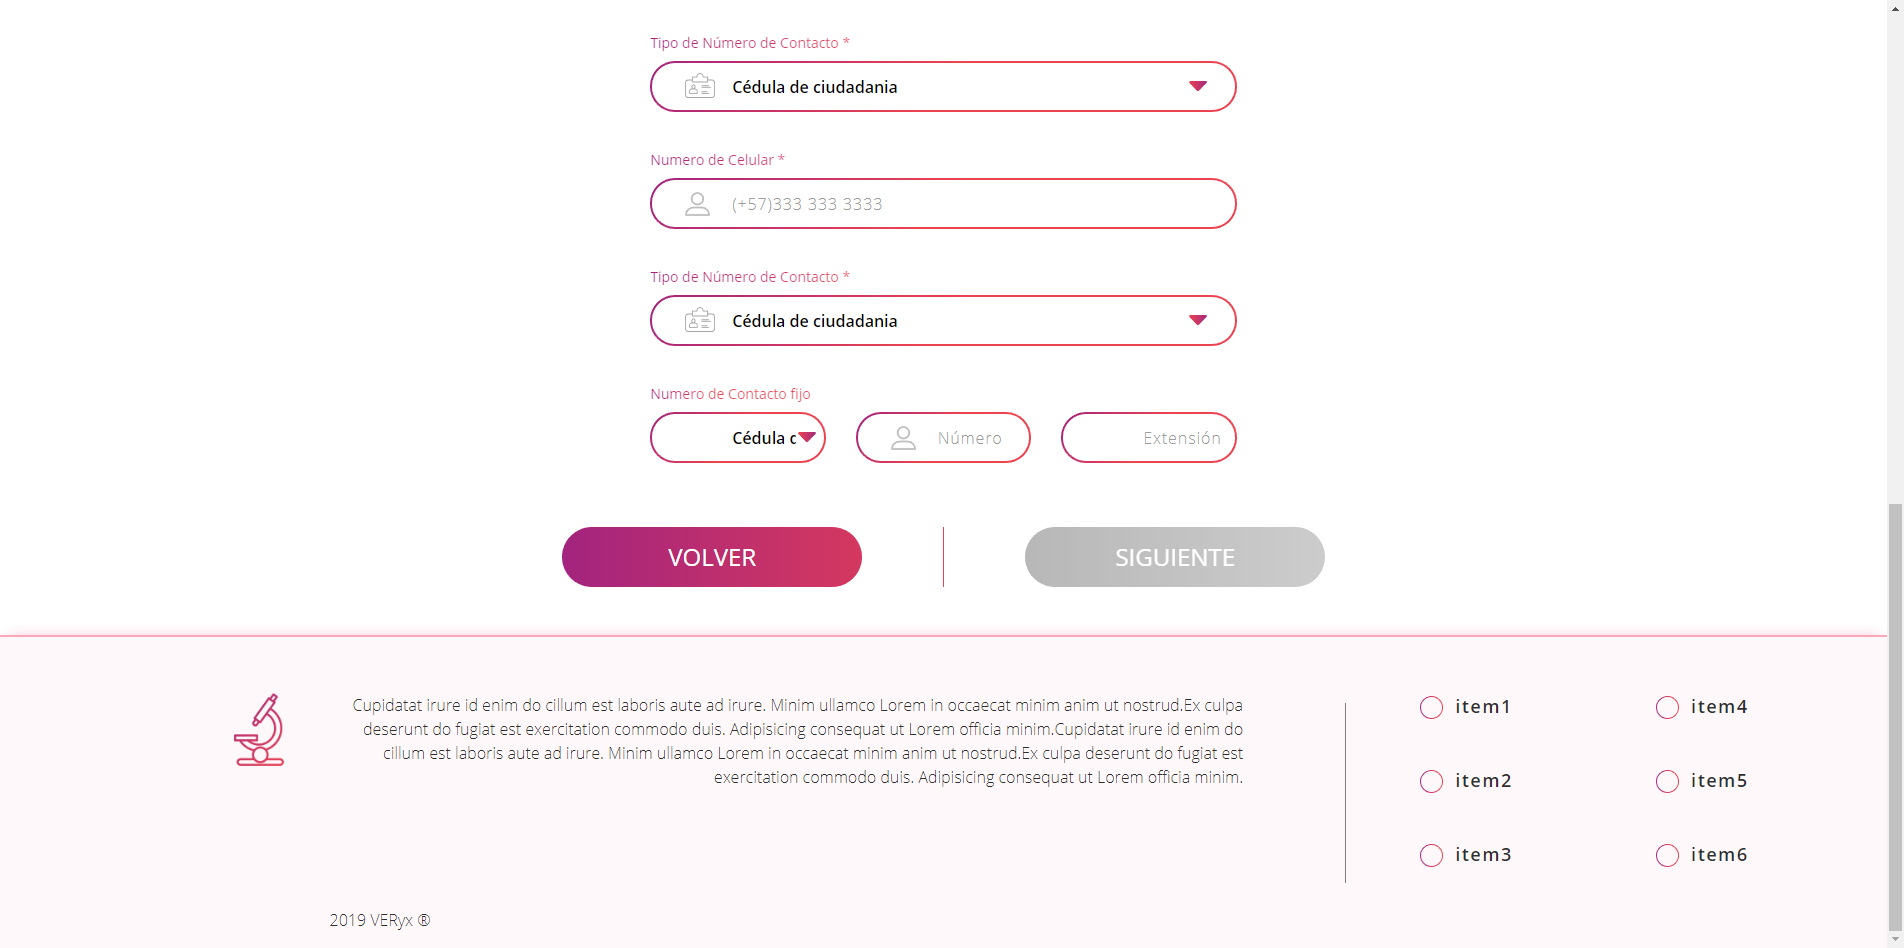 Tipo de Número de Contacto *
Cédula de ciudadania
Numero de Celular *
(+57)333 333 3333
Tipo de Número de Contacto *
Cédula de ciudadania
Numero de Contacto fijo
Cédula c Número Extensión
VOLVER SIGUIENTE
Cupidatat irure id enim do cillum est laboris aute ad irure. Minim ullamco Lorem in occaecat minim anim ut nostrud.Ex culpa
deserunt do fugiat est exercitation commodo duis. Adipisicing consequat ut Lorem officia minim.Cupidatat irure id enim do
cillum est laboris aute ad irure. Minim ullamco Lorem in occaecat minim anim ut nostrud.Ex culpa deserunt do fugiat est
exercitation commodo duis. Adipisicing consequat ut Lorem officia minim.
item1 item4
item2 item5
item3 item6
2019 VERyx ®